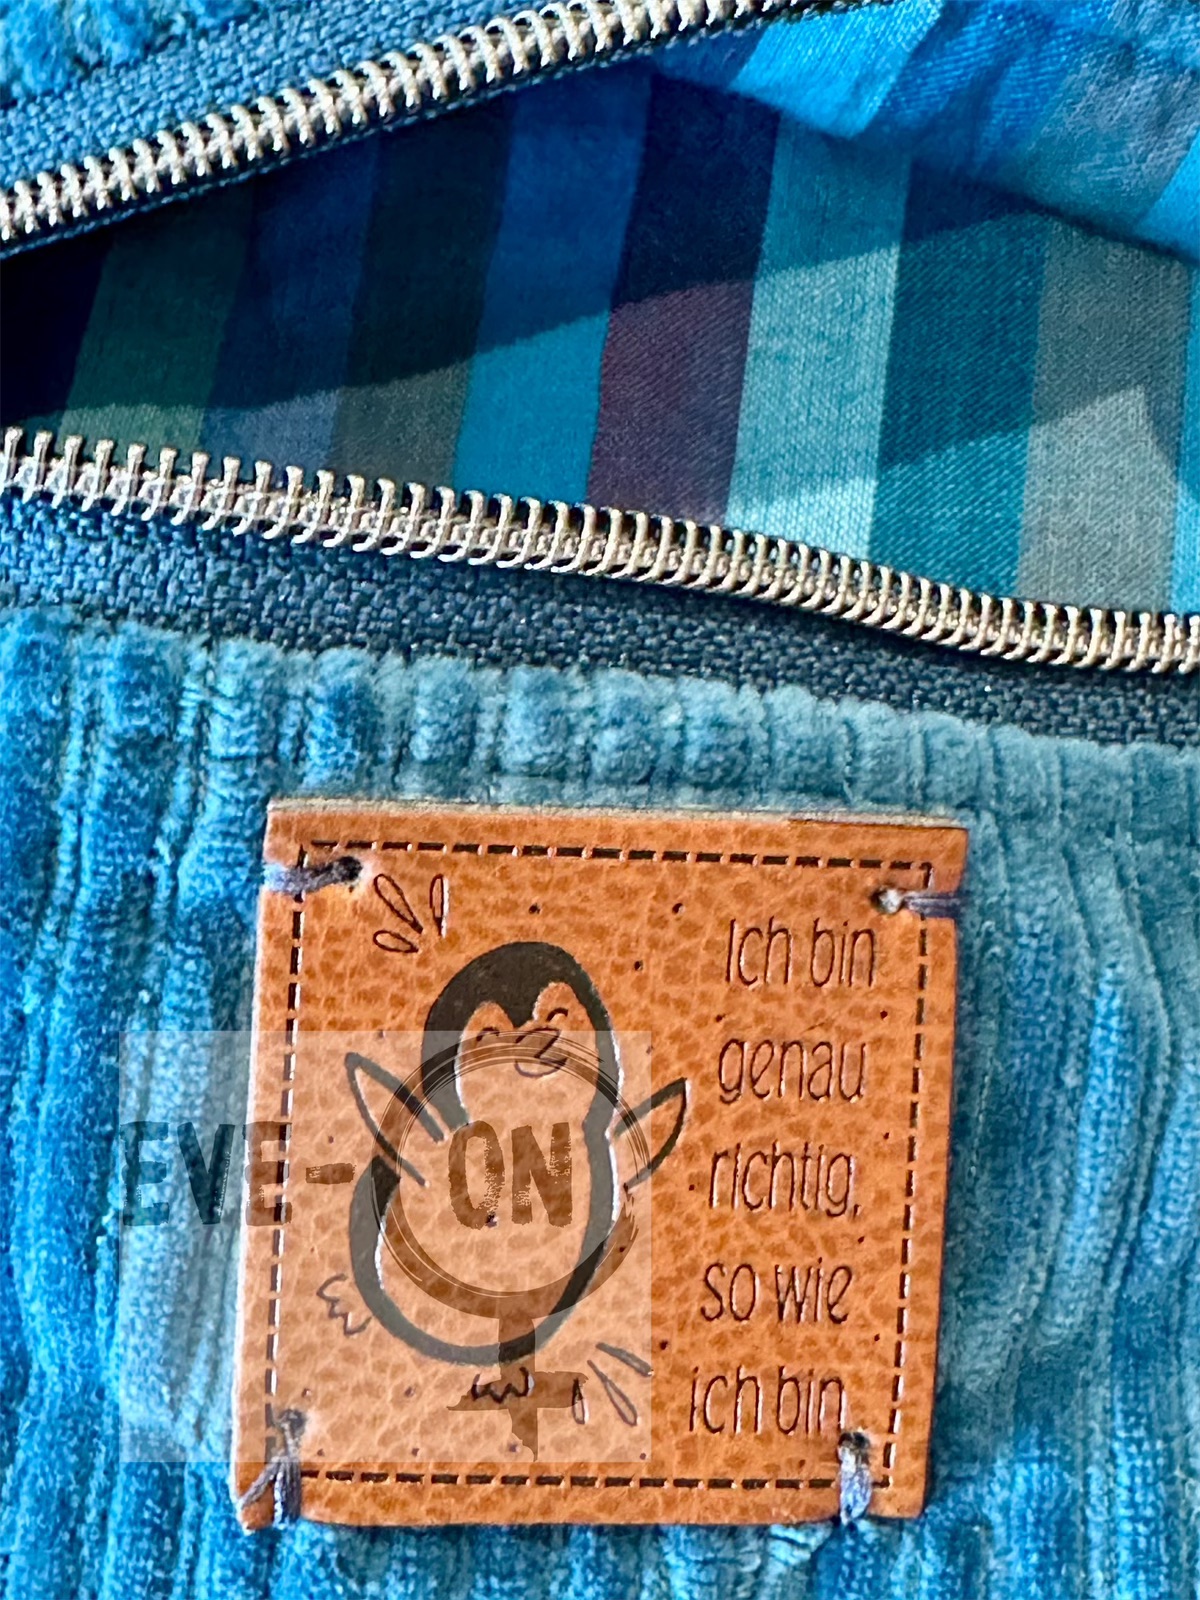 Ich bin
genau
richtig,
so wie
ich bin
EVE-ON